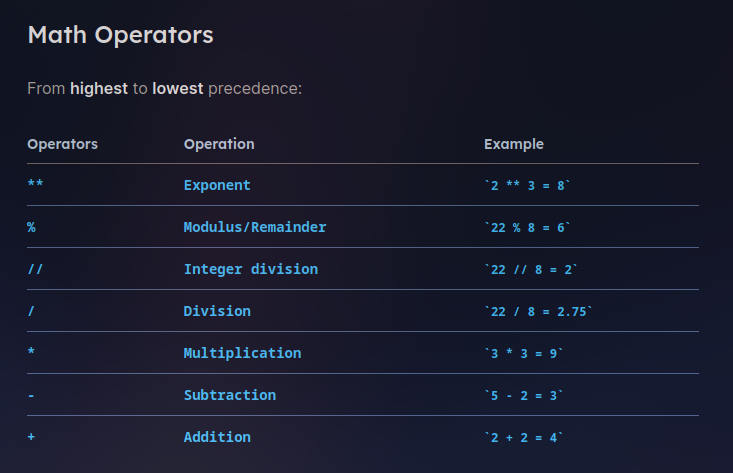 Math Operators
From highest to lowest precedence:
Operators Operation Example
** Exponent `2 ** 3 = 8`
% Modulus/Remainder `22 % 8 = 6`
// Integer division `22 // 8 = 2`
/ Division `22 / 8 = 2.75`
* Multiplication `3 * 3 = 9`
- Subtraction `5 - 2 = 3`
+ Addition `2 + 2 = 4`